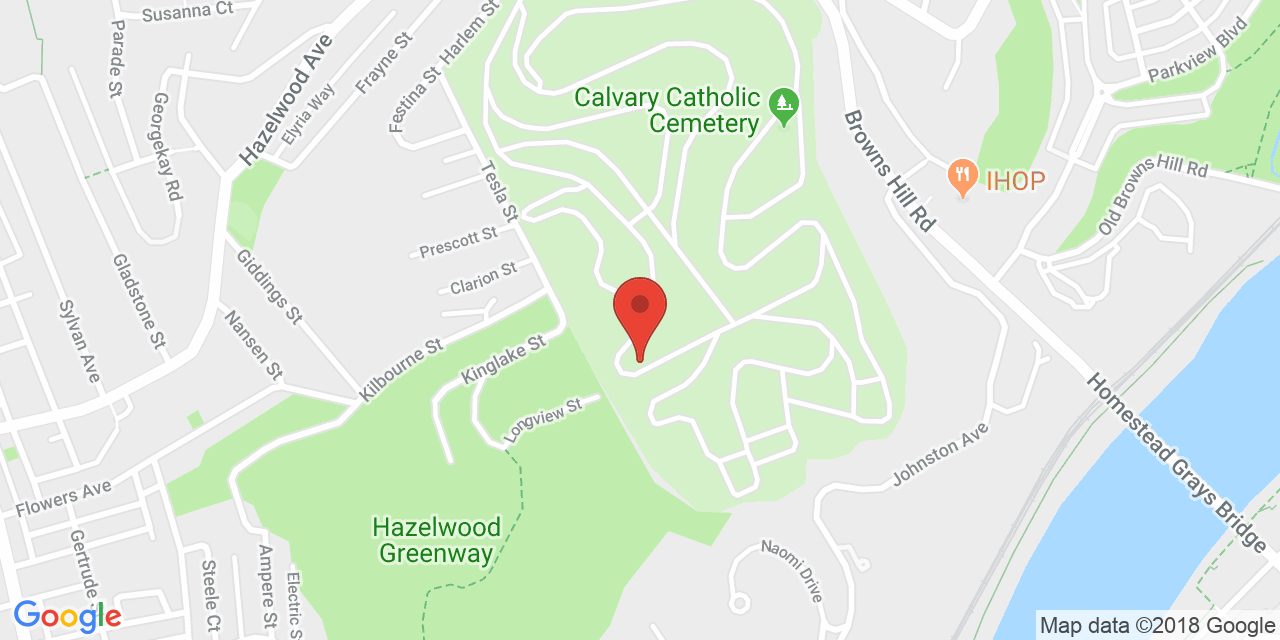 Susanna Ct
Parade St
Hazelwood Ave
Elyria Way
Frayne St
Festina St
Harlem St
Georgekay Rd
Calvary Catholic
Cemetery
Browns Hill Rd
IHOP
Parkview Blvd
Old Browns Hill Rd
Tesla St
Prescott St
Clarion St
Gladstone St
Sylvan Ave
Giddings St
Nansen St
Kilbourne St
Kinglake St
Longview St
Flowers Ave
Hazelwood
Greenway
Johnston Ave
Homestead Grays Bridge
Naomi Drive
Gertrude
Steele Ct
Ampere St
Electric S
Google
Map data ©2018 Google